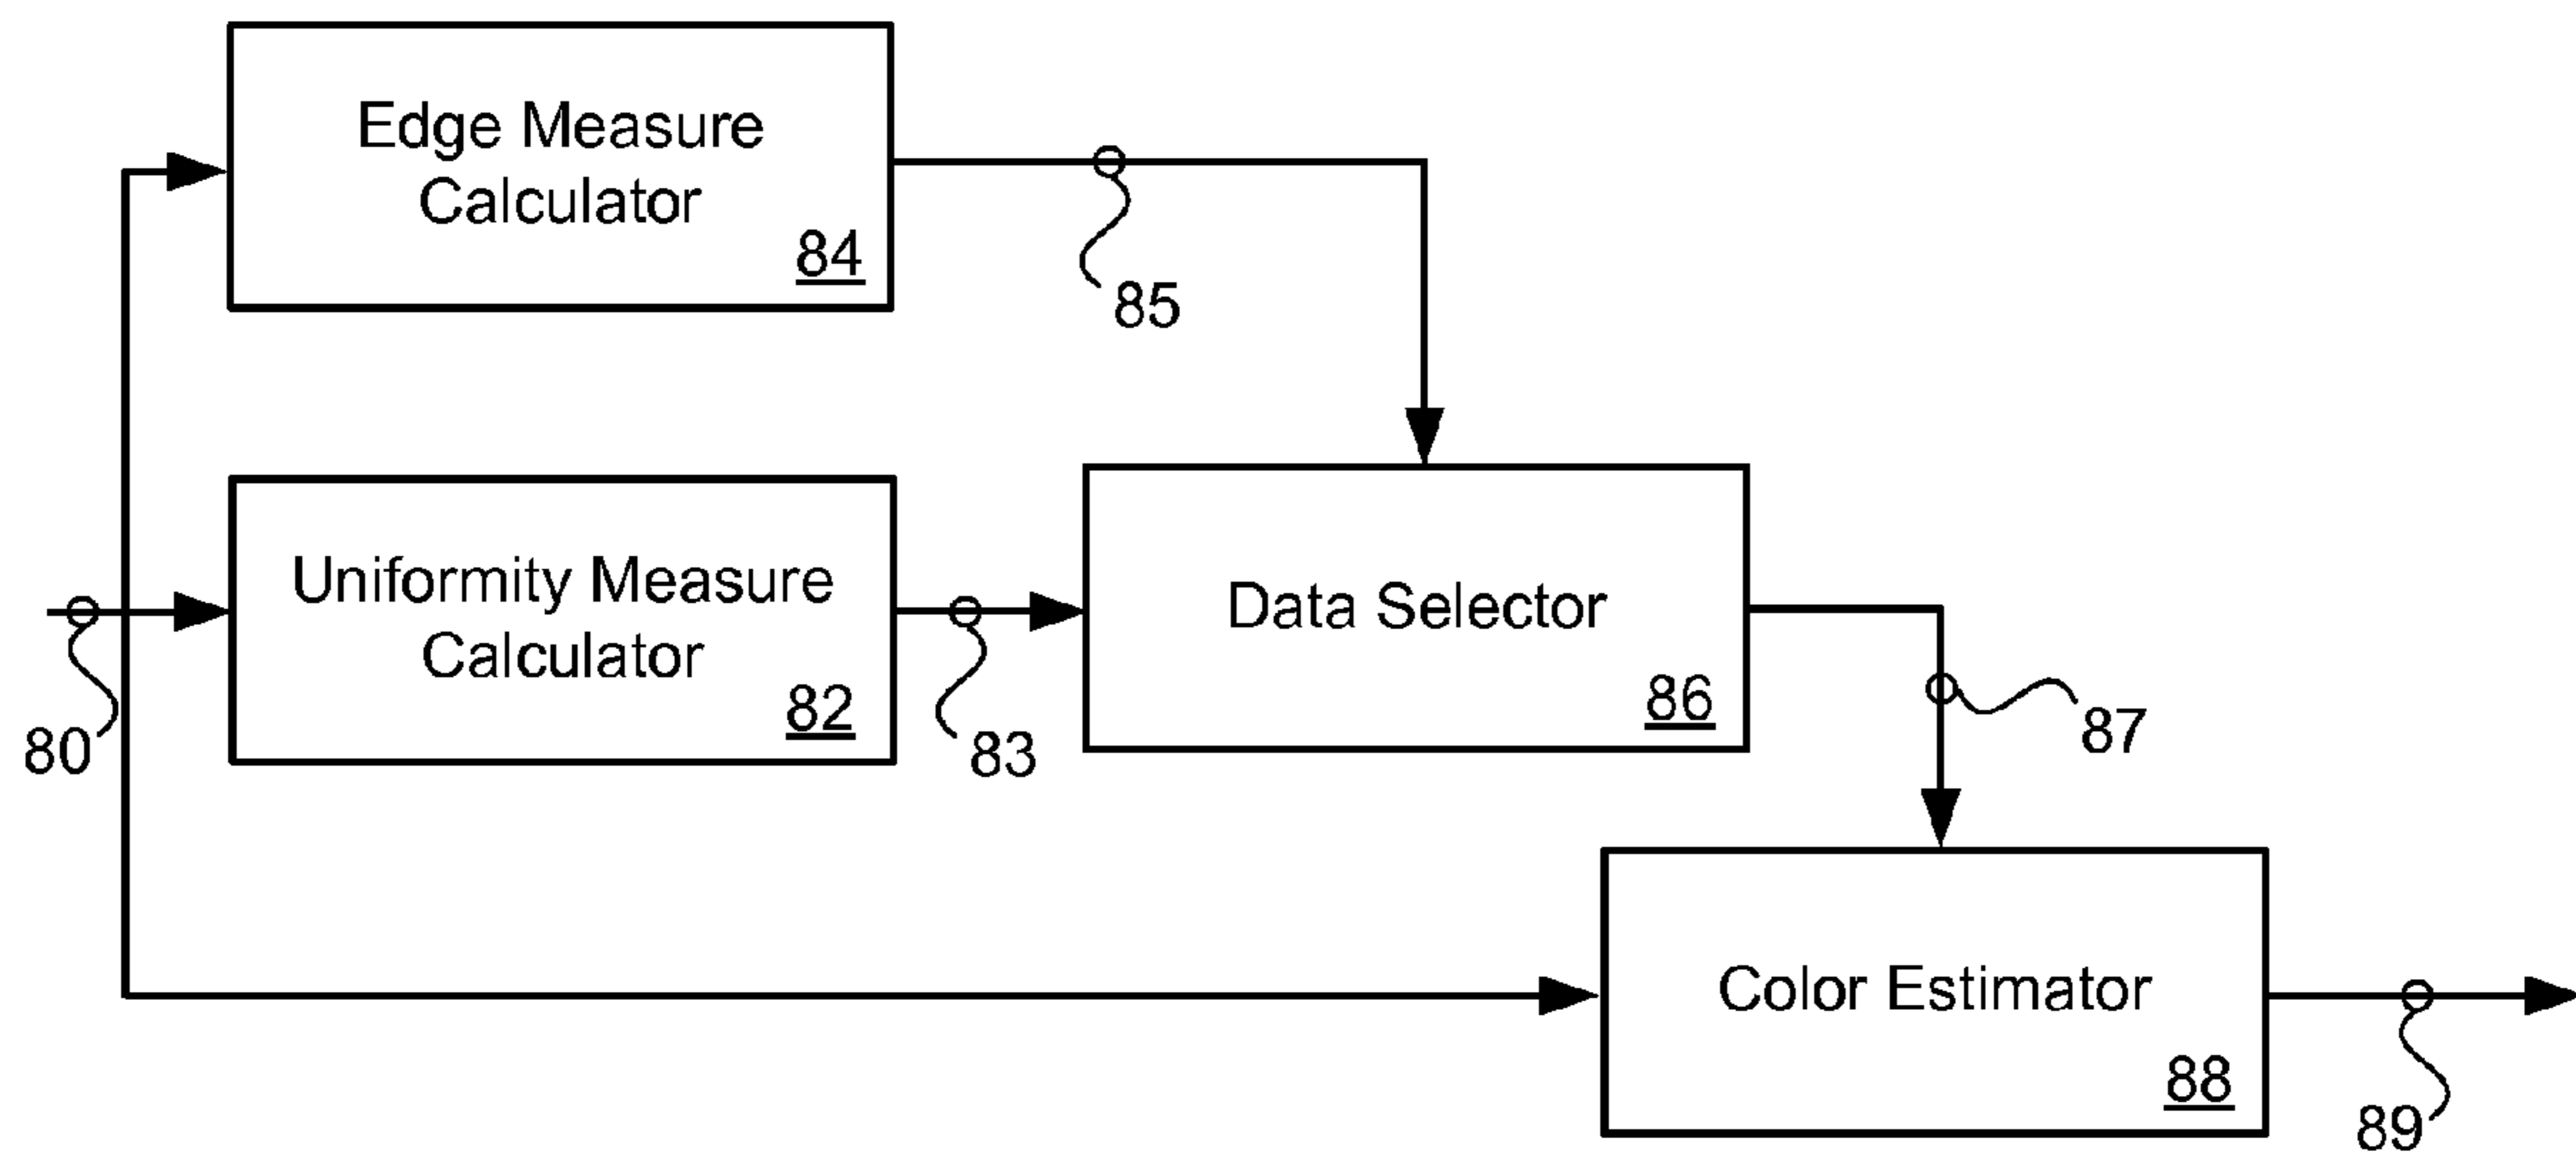 Edge Measure
Calculator
84
85
Uniformity Measure
Calculator
82
80
83
Data Selector
86
87
Color Estimator
88
89